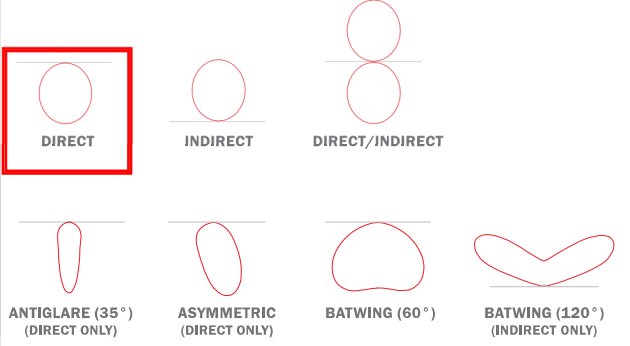 DIRECT
INDIRECT
DIRECT/INDIRECT
ANTIGLARE (35°)
(DIRECT ONLY)
ASYMMETRIC
(DIRECT ONLY)
BATWING (60°)
BATWING (120°)
(INDIRECT ONLY)